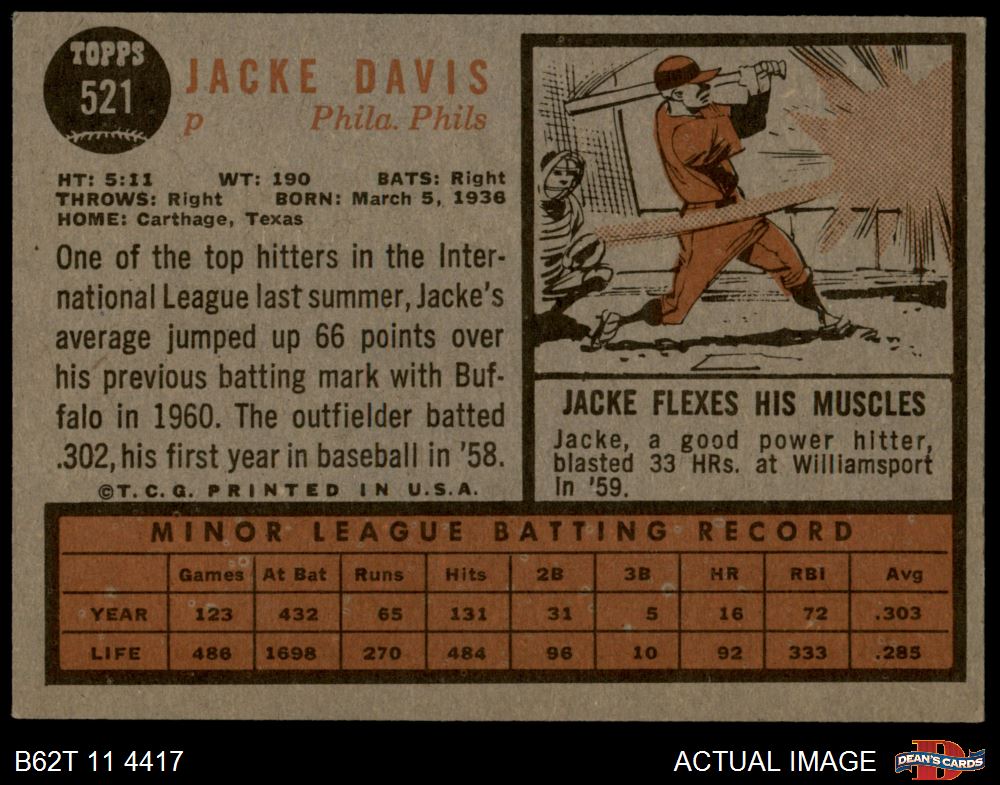 TOPPS
521
JACKE DAVIS
p Phila. Phils
HT: 5:11 WT: 190 BATS: Right
THROWS: Right BORN: March 5, 1936
HOME: Carthage, Texas
One of the top hitters in the Inter-
national League last summer, Jacke's
average jumped up 66 points over
his previous batting mark with Buf-
falo in 1960. The outfielder batted
.302, his first year in baseball in '58.
©T.C.G. PRINTED IN U.S.A.
JACKE FLEXES HIS MUSCLES
Jacke, a good power hitter,
blasted 33 HRs. at Williamsport
in '59.
MINOR LEAGUE BATTING RECORD
Games At Bat Runs Hits 2B 3B HR RBI Avg
YEAR 123 432 65 131 31 5 16 72 .303
LIFE 486 1698 270 484 96 10 92 333 .285
B62T 11 4417
ACTUAL IMAGE
DEAN'S CARDS